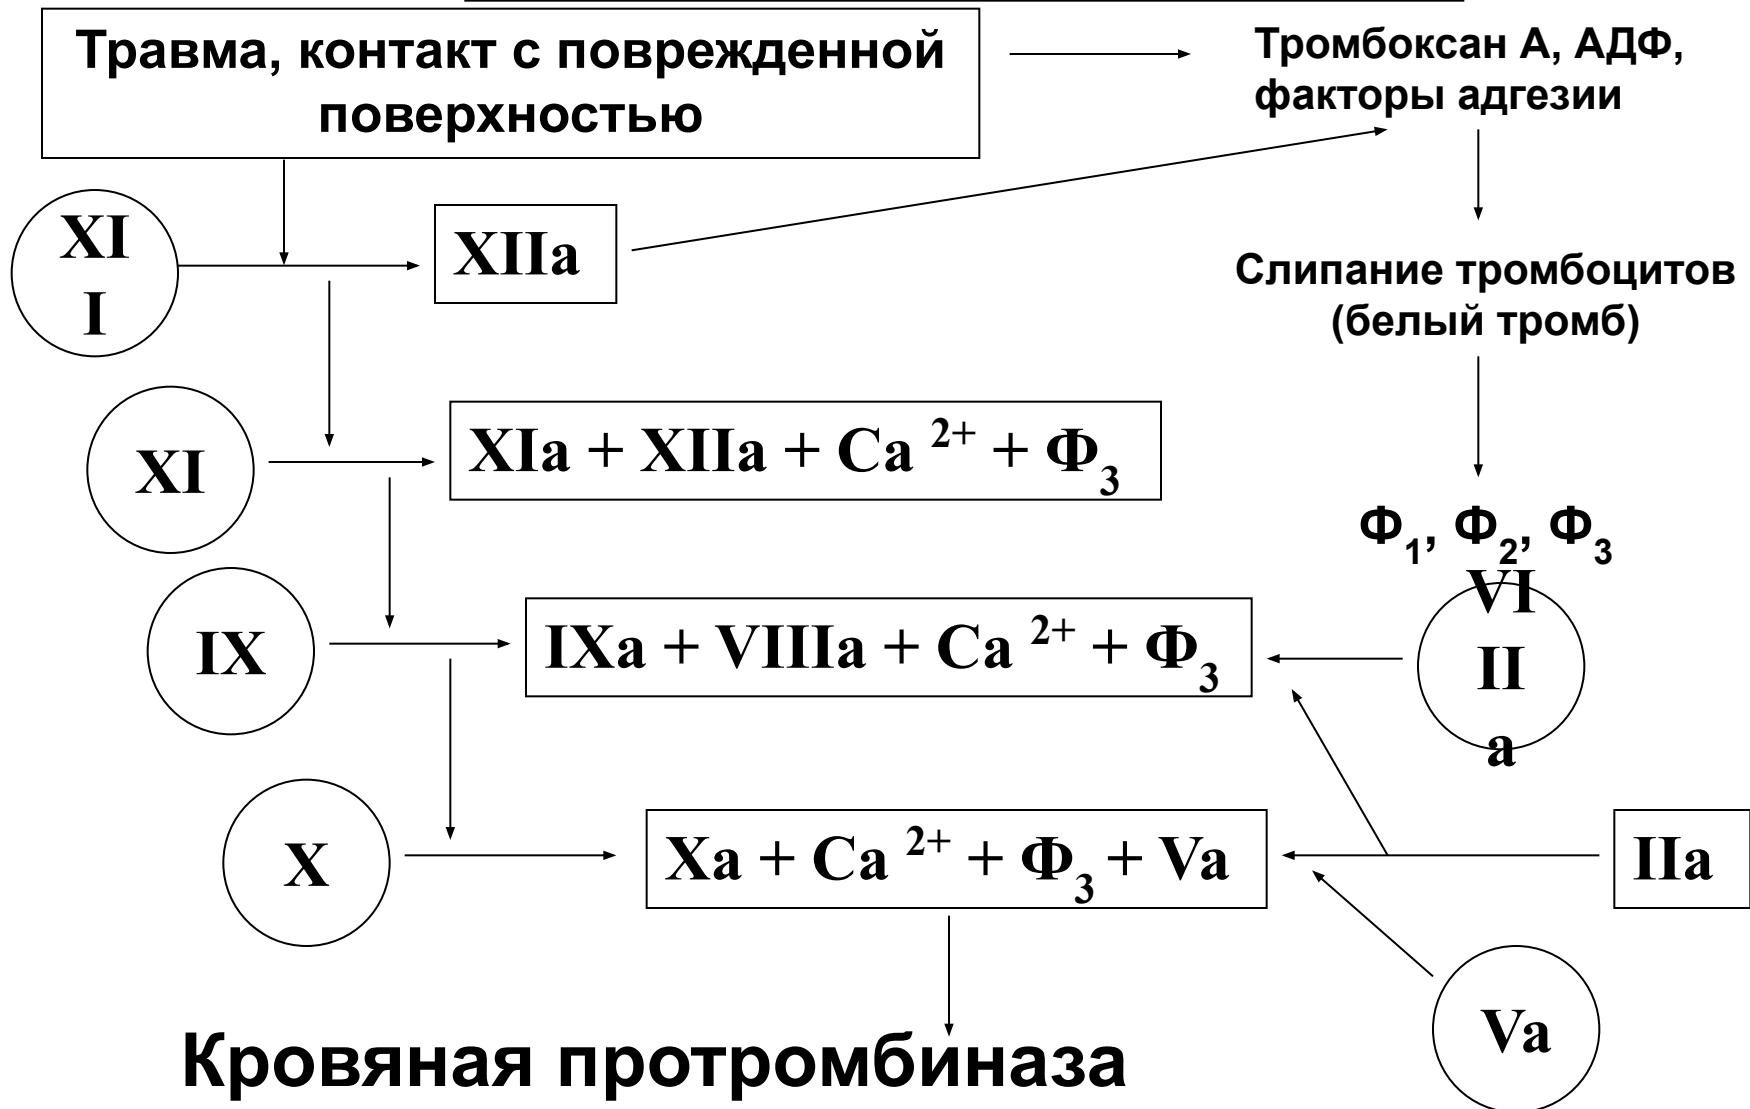 Травма, контакт с поврежденной
поверхностью
Тромбоксан А, АДФ,
факторы адгезии
XI
I
XIIa
Слипание тромбоцитов
(белый тромб)
XI
XIa + XIIa + Ca 2+ + Ф3
Ф1, Ф2, Ф3
IX
IXa + VIIIa + Ca 2+ + Ф3
VI
II
a
X
Xa + Ca 2+ + Ф3 + Va
IIa
Va
Кровяная протромбиназа